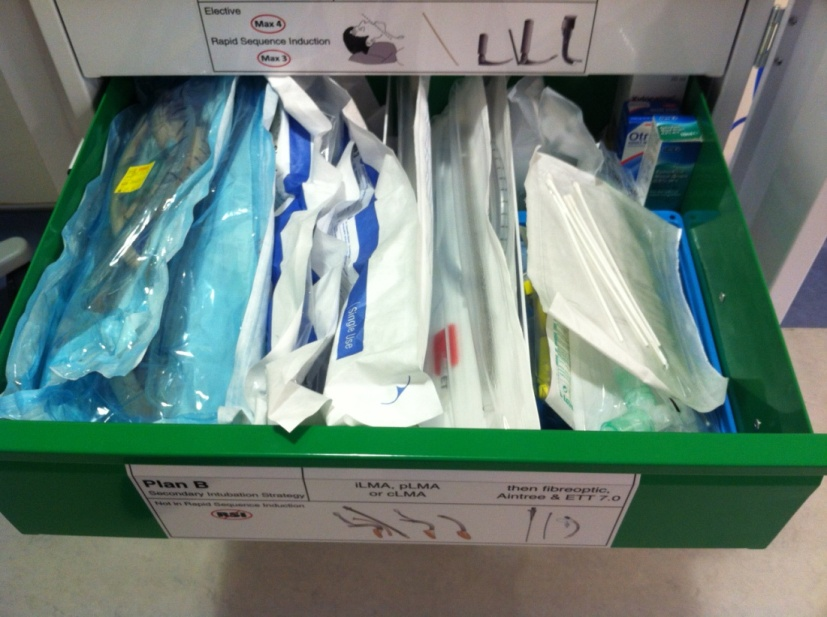 Elective
Max 4
Rapid Sequence Induction
Max 3
Otr
Single Use
Plan B
Secondary Intubation Strategy
Not in Rapid Sequence Induction
RSI
iLMA, pLMA
or cLMA
then fibreoptic,
Aintree & ETT 7.0